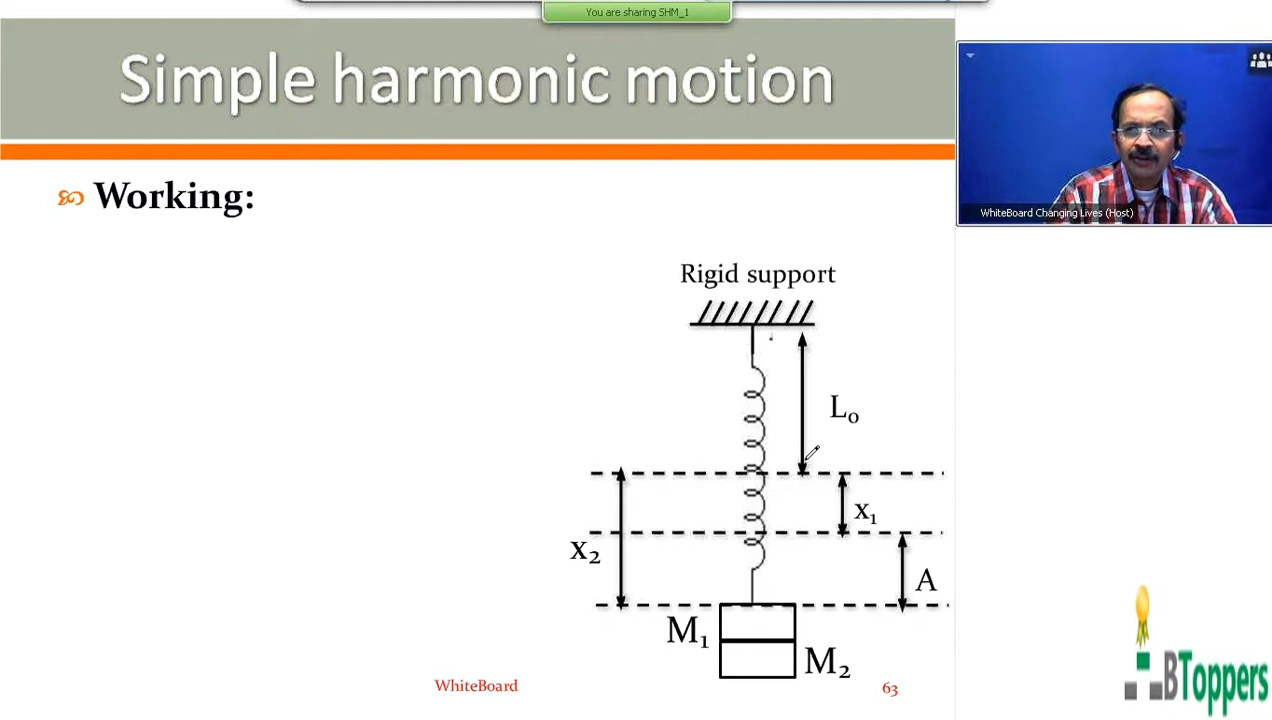 You are sharing SHM_1
Simple harmonic motion
WhiteBoard Changing Lives (Host)
Working:
Rigid support
L₀
x₁
x₂
A
M₁
M₂
WhiteBoard
63
BToppers